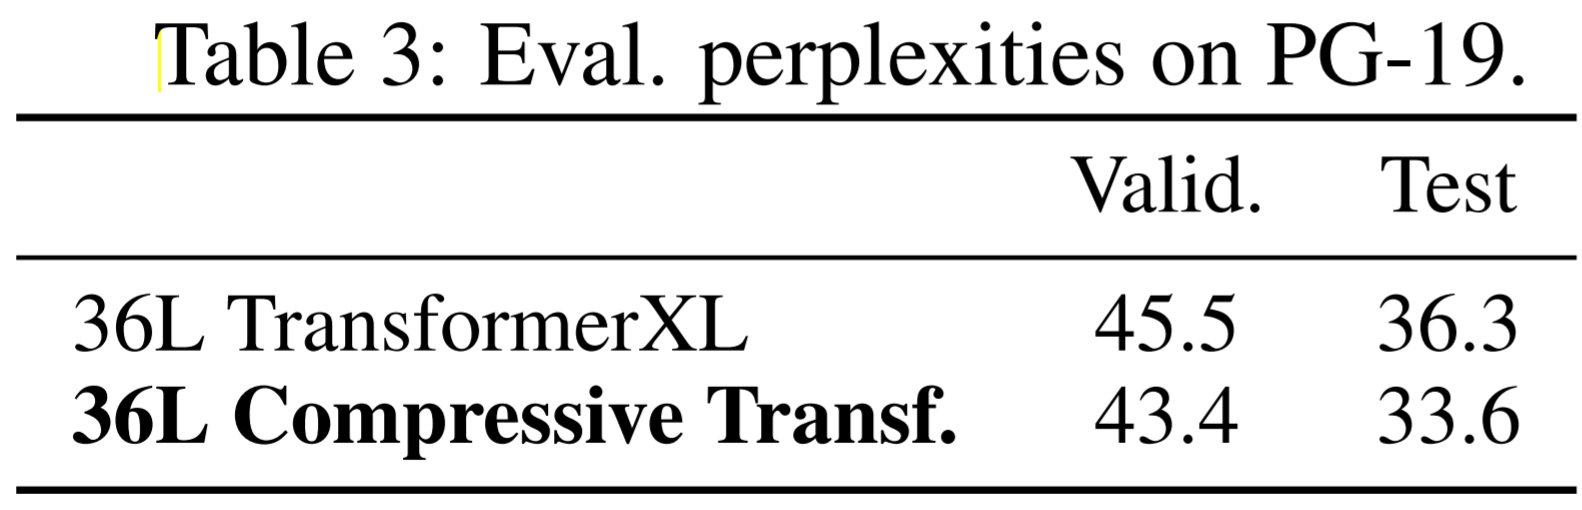 Table 3: Eval. perplexities on PG-19.
Valid. Test
36L TransformerXL 45.5 36.3
36L Compressive Transf. 43.4 33.6